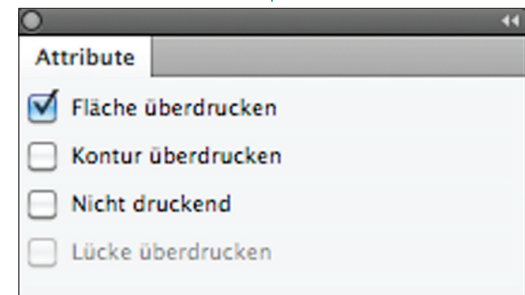 Attribute
Fläche überdrucken
Kontur überdrucken
Nicht druckend
Lücke überdrucken